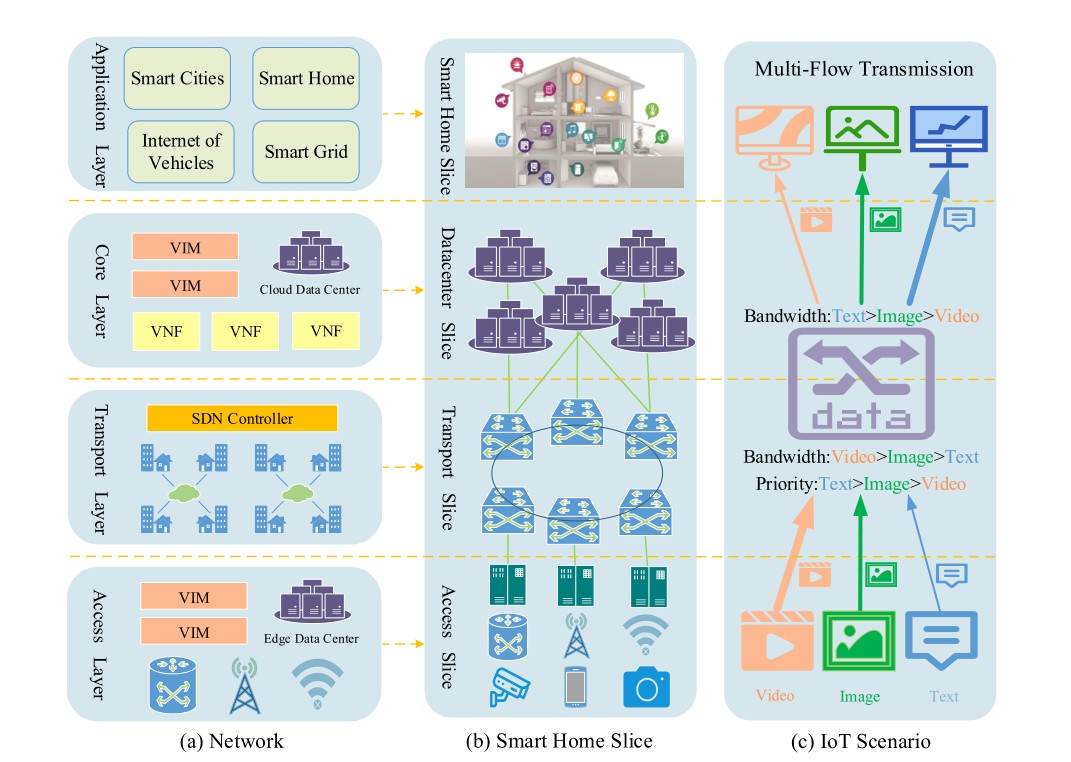 Application Layer
Smart Cities
Smart Home
Internet of
Vehicles
Smart Grid
Core Layer
VIM
VIM
Cloud Data Center
VNF
VNF
VNF
Transport Layer
SDN Controller
Access Layer
VIM
VIM
Edge Data Center
(a) Network
Smart Home Slice
Datacenter Slice
Transport Slice
Access Slice
(b) Smart Home Slice
Multi-Flow Transmission
Bandwidth:Text>Image>Video
data
Bandwidth:Video>Image>Text
Priority:Text>Image>Video
Video
Image
Text
(c) IoT Scenario